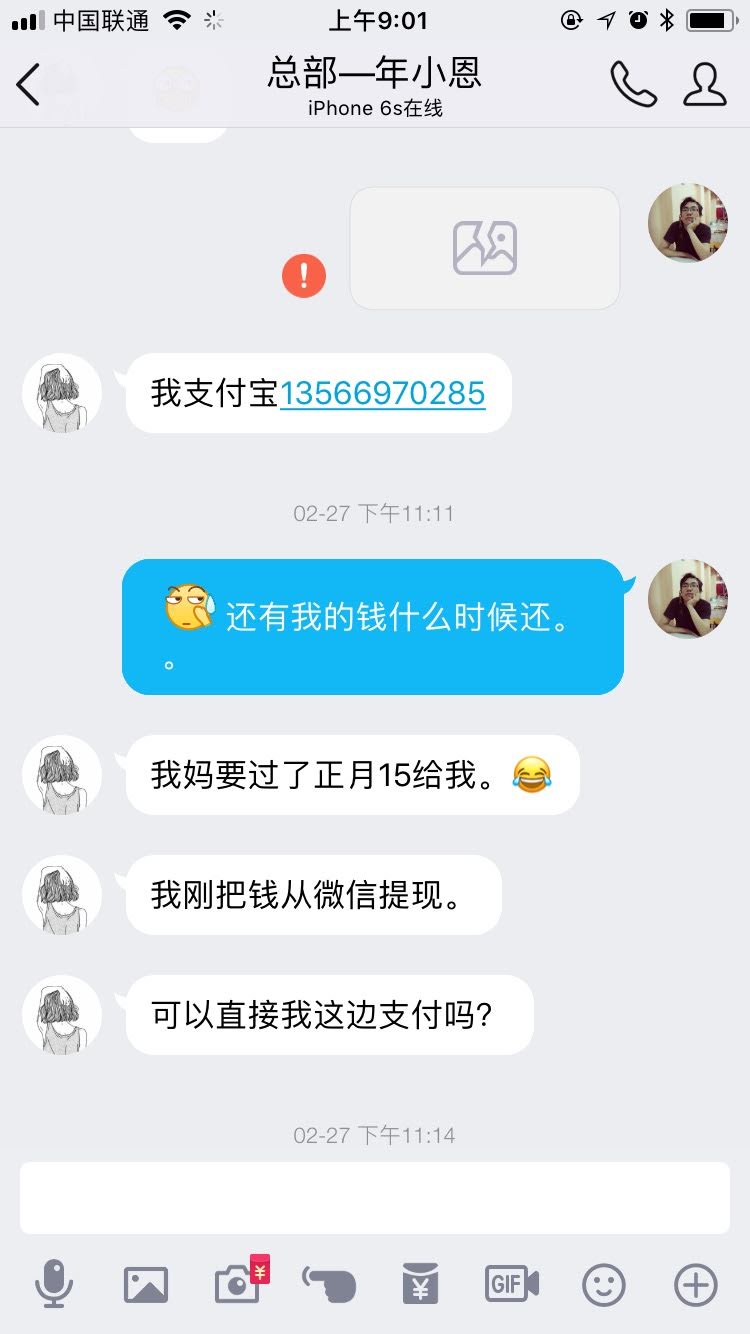 中国联通 上午9:01
总部—年小恩
iPhone 6s在线
我支付宝13566970285
02-27 下午11:11
还有我的钱什么时候还。
。
我妈要过了正月15给我。😂
我刚把钱从微信提现。
可以直接我这边支付吗?
02-27 下午11:14
¥ ¥ GIF